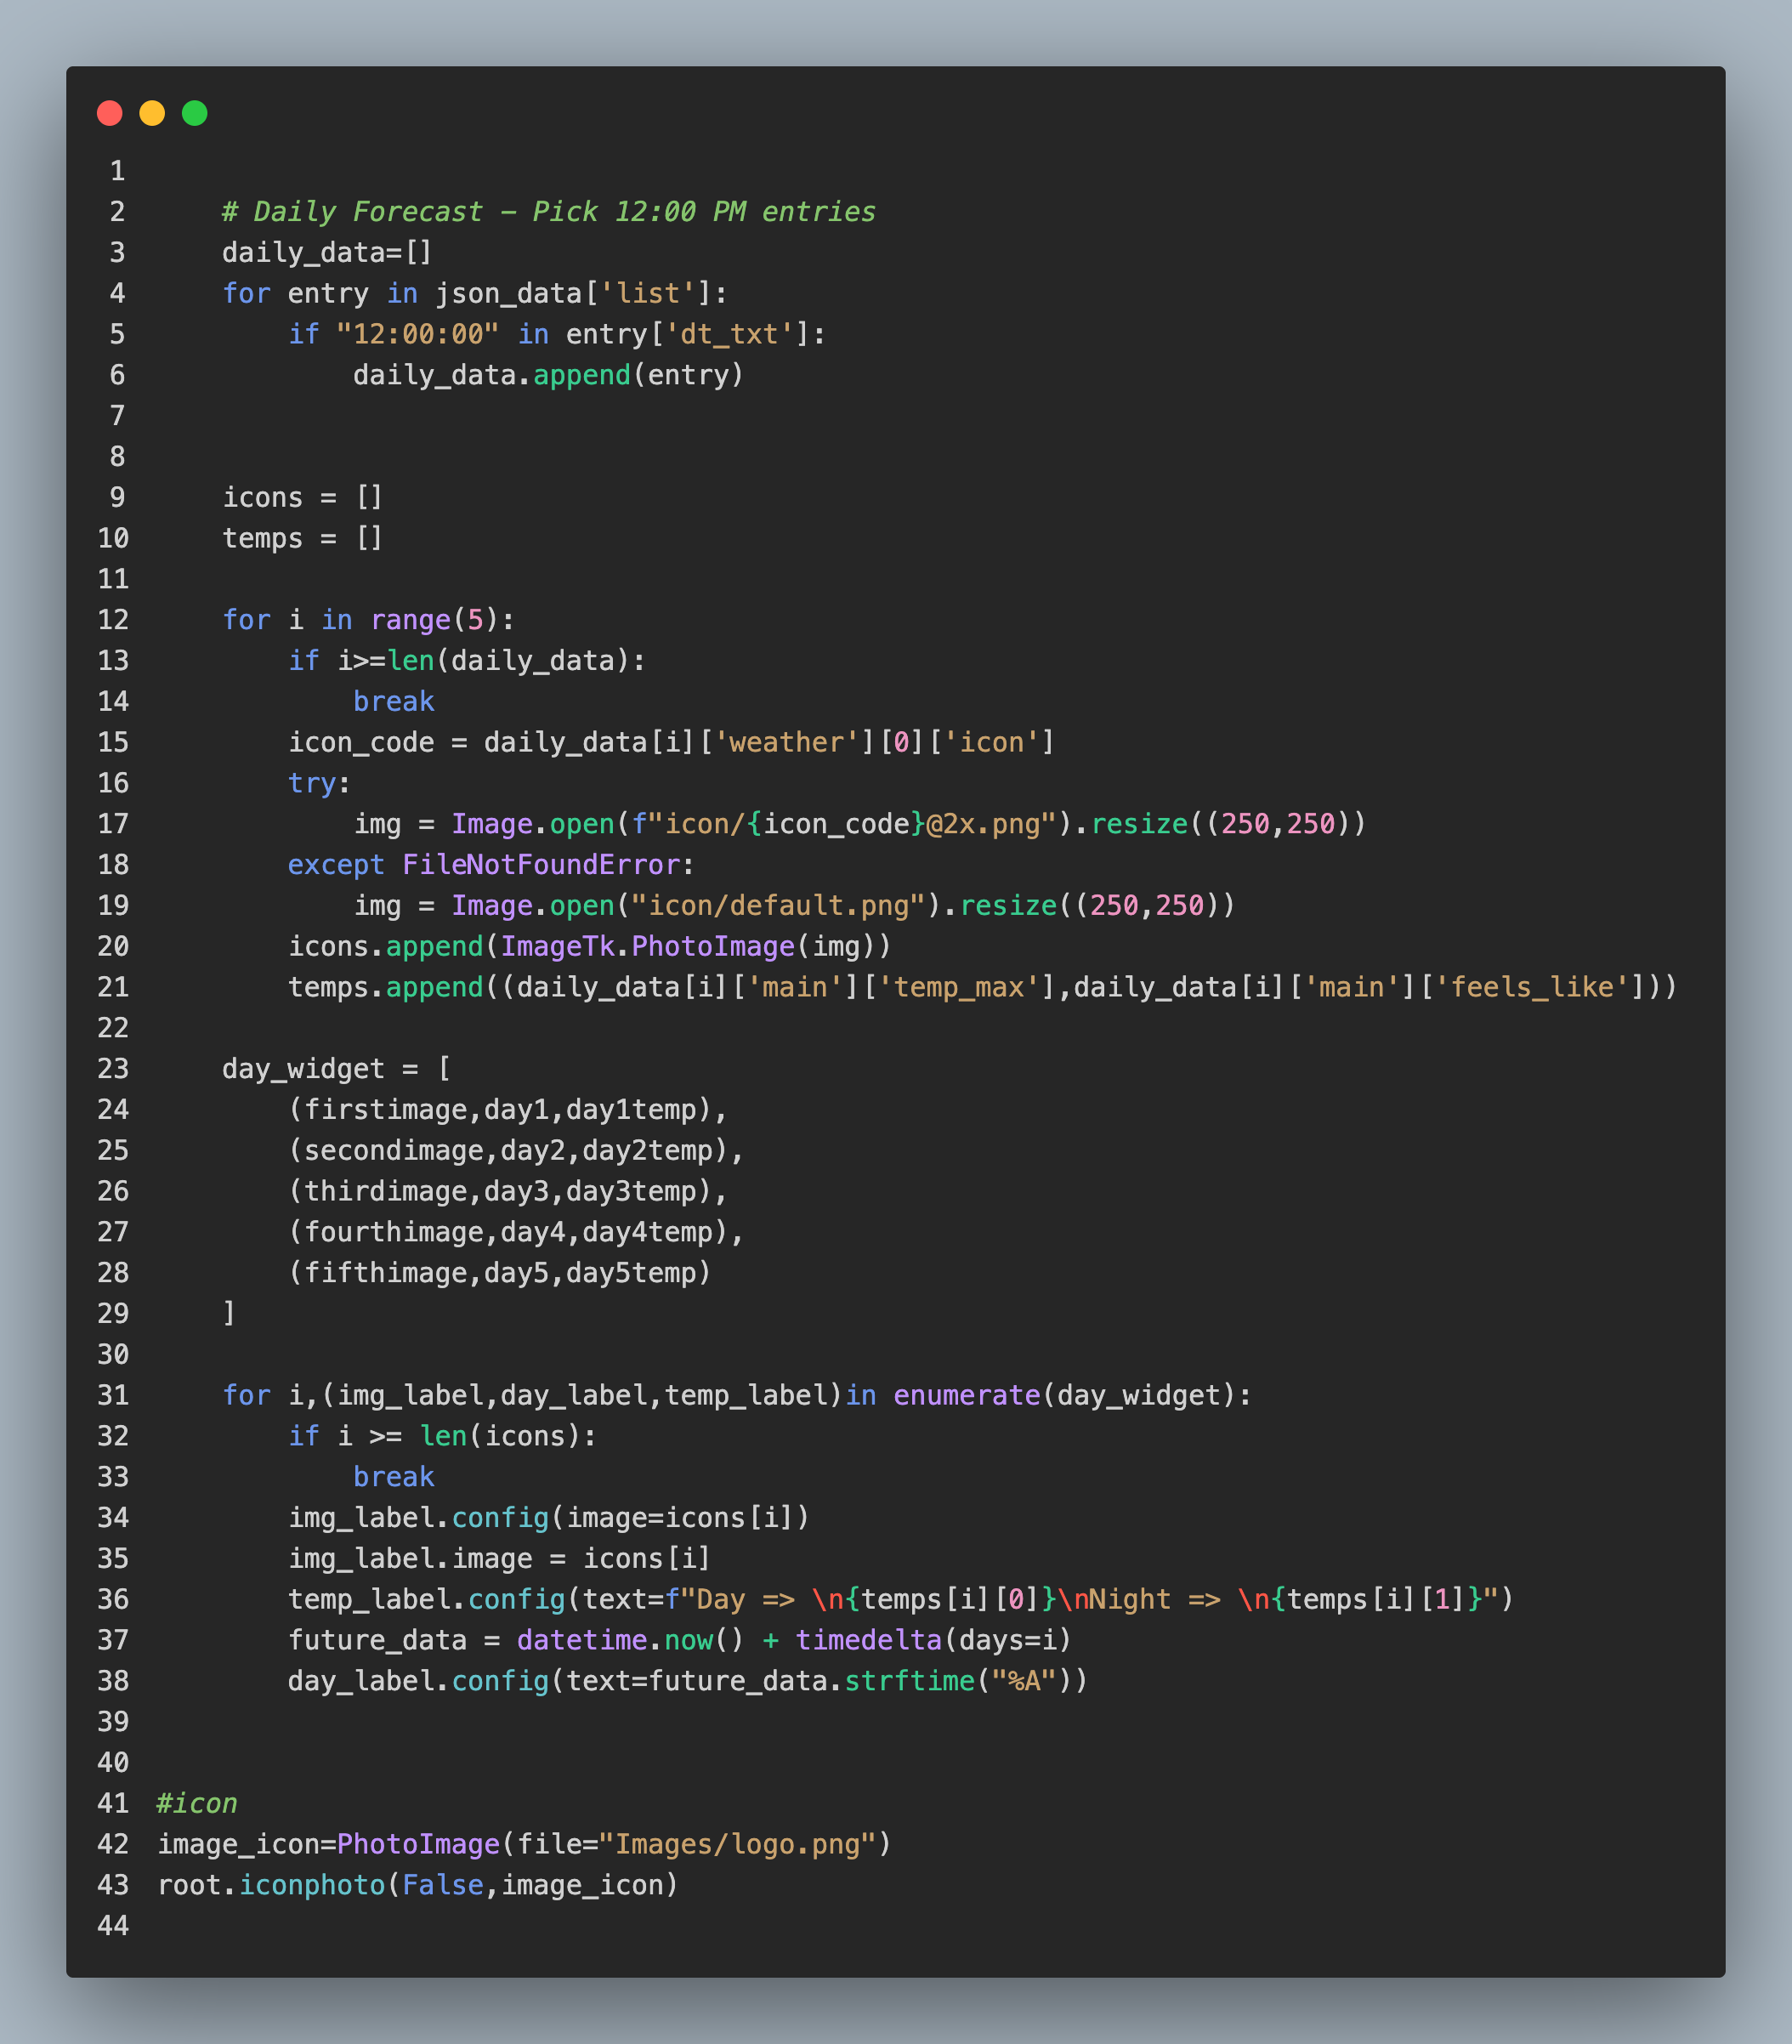 1
2     # Daily Forecast – Pick 12:00 PM entries
3     daily_data=[]
4     for entry in json_data['list']:
5         if "12:00:00" in entry['dt_txt']:
6             daily_data.append(entry)
7
8
9     icons = []
10     temps = []
11
12     for i in range(5):
13         if i>=len(daily_data):
14             break
15         icon_code = daily_data[i]['weather'][0]['icon']
16         try:
17             img = Image.open(f"icon/{icon_code}@2x.png").resize((250,250))
18         except FileNotFoundError:
19             img = Image.open("icon/default.png").resize((250,250))
20         icons.append(ImageTk.PhotoImage(img))
21         temps.append((daily_data[i]['main']['temp_max'],daily_data[i]['main']['feels_like']))
22
23     day_widget = [
24         (firstimage,day1,day1temp),
25         (secondimage,day2,day2temp),
26         (thirdimage,day3,day3temp),
27         (fourthimage,day4,day4temp),
28         (fifthimage,day5,day5temp)
29     ]
30
31     for i,(img_label,day_label,temp_label)in enumerate(day_widget):
32         if i >= len(icons):
33             break
34         img_label.config(image=icons[i])
35         img_label.image = icons[i]
36         temp_label.config(text=f"Day => \n{temps[i][0]}\nNight => \n{temps[i][1]}")
37         future_data = datetime.now() + timedelta(days=i)
38         day_label.config(text=future_data.strftime("%A"))
39
40
41 #icon
42 image_icon=PhotoImage(file="Images/logo.png")
43 root.iconphoto(False,image_icon)
44